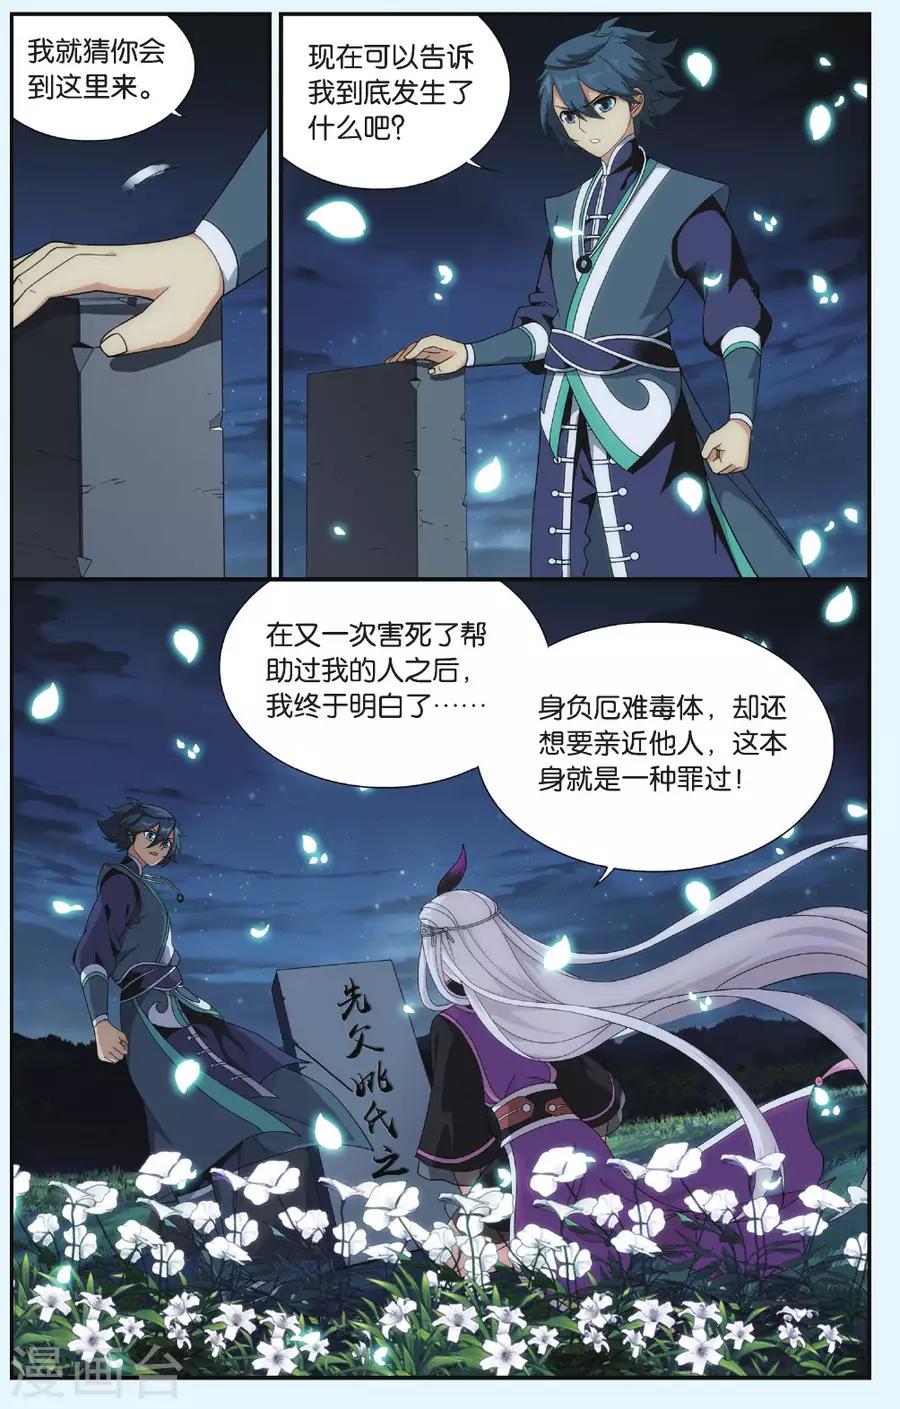 我就猜你会
到这里来。
现在可以告诉
我到底发生了
什么吧？
在又一次害死了帮
助过我的人之后，
我终于明白了……
身负厄难毒体，却还
想要亲近他人，这本
身就是一种罪过！
先父姚氏之
漫画台